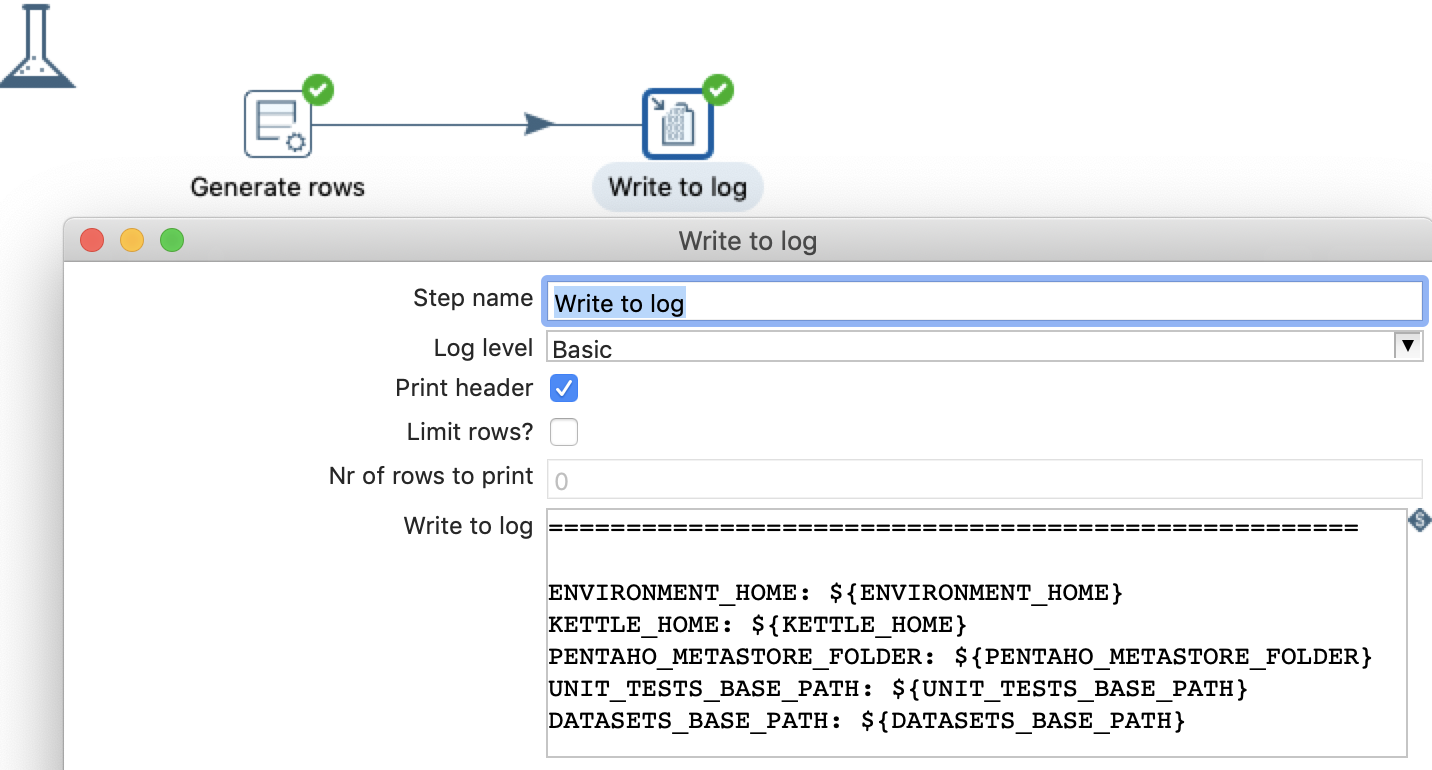 Generate rows
Write to log
Write to log
Step name Write to log
Log level Basic
Print header
Limit rows?
Nr of rows to print 0
Write to log ====================================================
ENVIRONMENT_HOME: ${ENVIRONMENT_HOME}
KETTLE_HOME: ${KETTLE_HOME}
PENTAHO_METASTORE_FOLDER: ${PENTAHO_METASTORE_FOLDER}
UNIT_TESTS_BASE_PATH: ${UNIT_TESTS_BASE_PATH}
DATASETS_BASE_PATH: ${DATASETS_BASE_PATH}